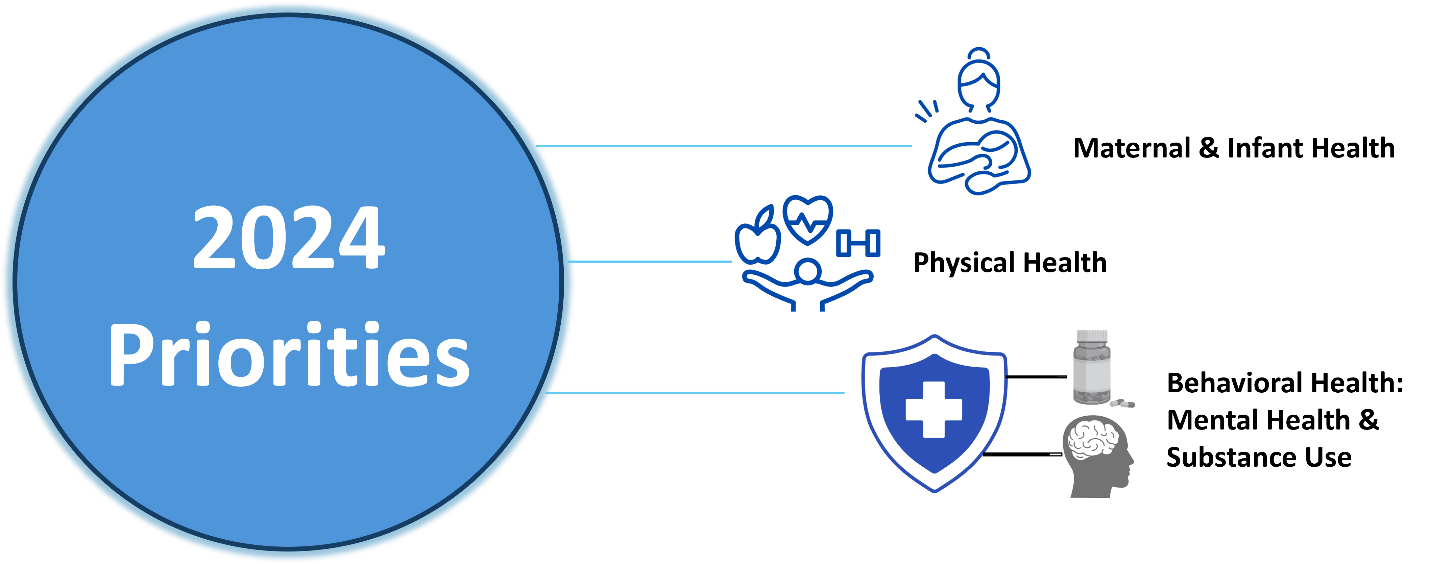 2024
Priorities
Maternal & Infant Health
Physical Health
Behavioral Health:
Mental Health &
Substance Use